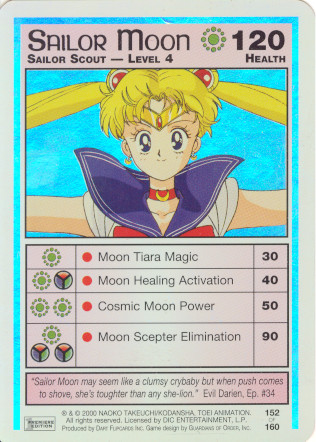 SAILOR MOON 120
SAILOR SCOUT — LEVEL 4 HEALTH
Moon Tiara Magic 30
Moon Healing Activation 40
Cosmic Moon Power 50
Moon Scepter Elimination 90
"Sailor Moon may seem like a clumsy crybaby but when push comes
to shove, she's tougher than any she-lion." Evil Darien, Ep. #34
PREMIERE
EDITION
® & © 2000 NAOKO TAKEUCHI/KODANSHA, TOEI ANIMATION.
All rights reserved. Licensed by DIC ENTERTAINMENT, L.P.
Produced by DART FLIPCARDS INC. Game design by GUARDIANS OF ORDER, INC.
152
OF
160